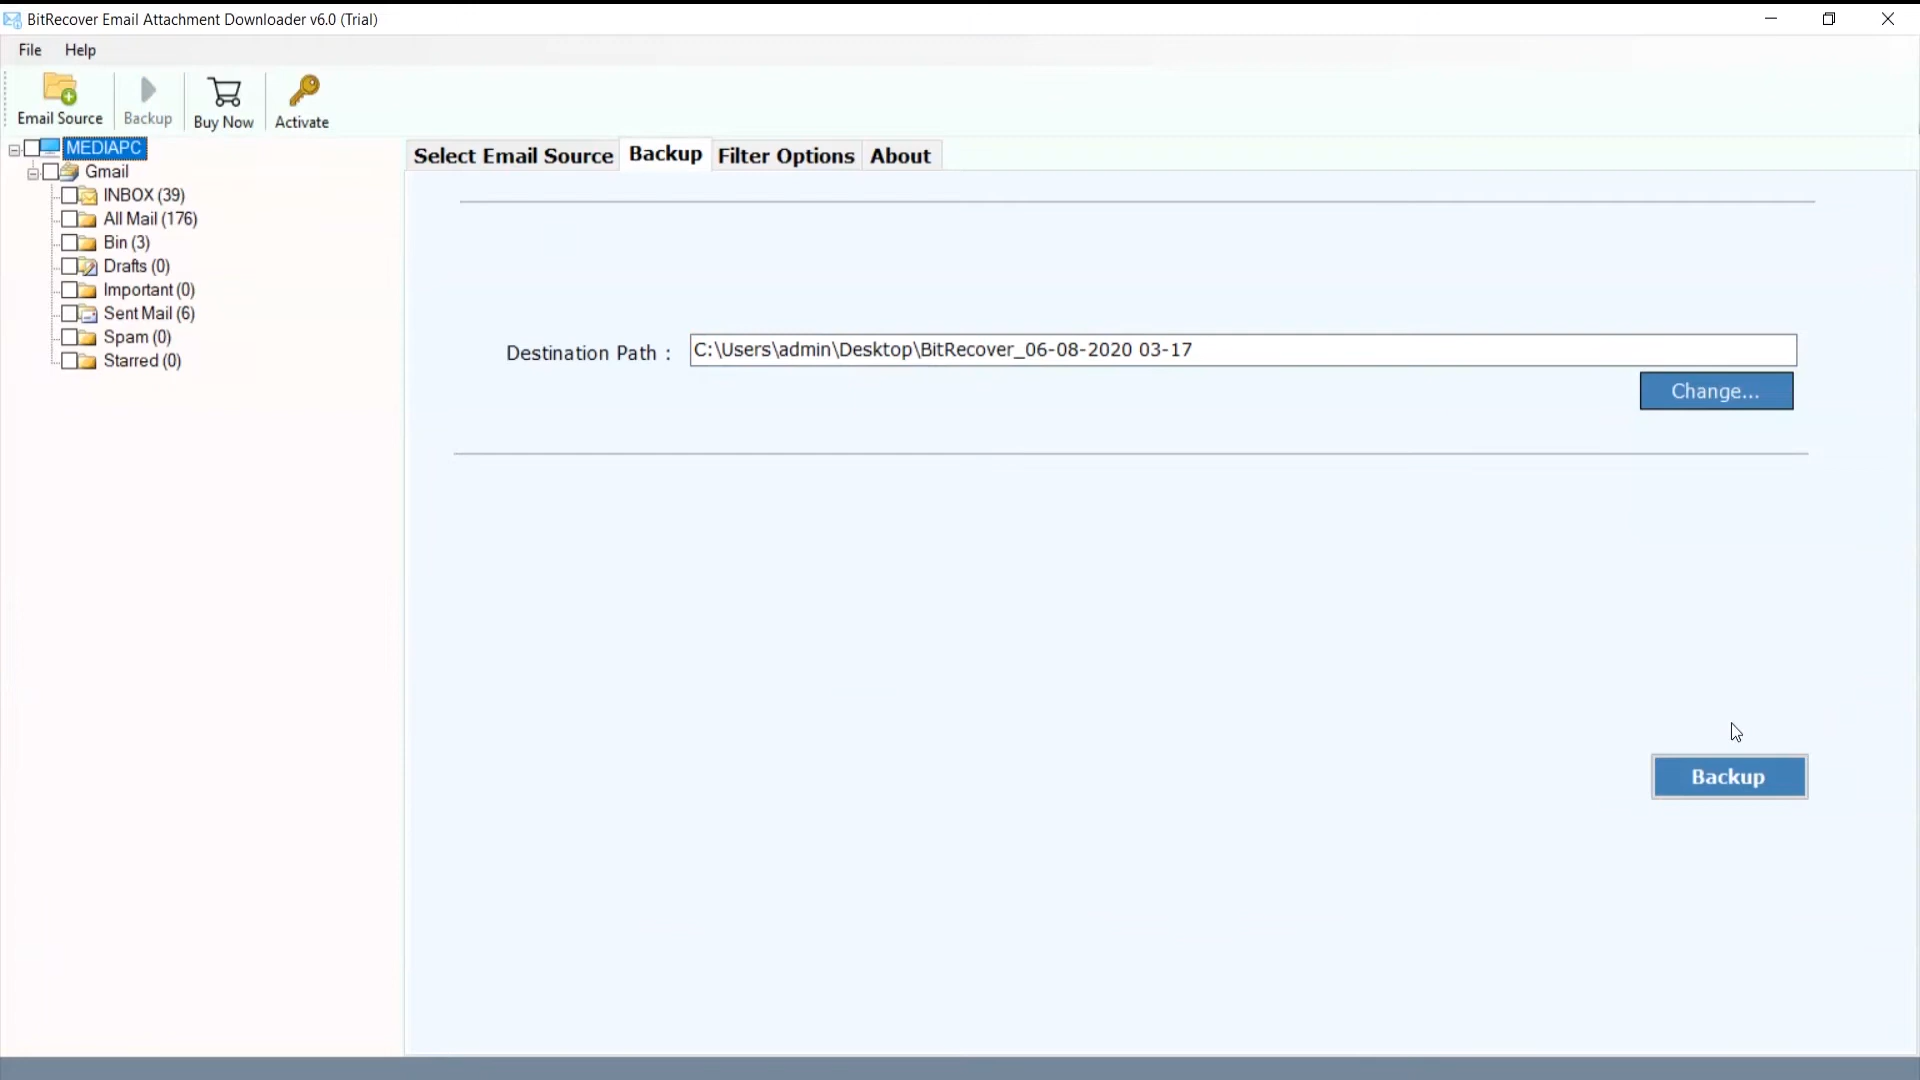 BitRecover Email Attachment Downloader v6.0 (Trial)
File Help
Email Source Backup Buy Now Activate
MEDIAPC
Gmail
INBOX (39)
All Mail (176)
Bin (3)
Drafts (0)
Important (0)
Sent Mail (6)
Spam (0)
Starred (0)
Select Email Source Backup Filter Options About
Destination Path : C:\Users\admin\Desktop\BitRecover_06-08-2020 03-17
Change...
Backup